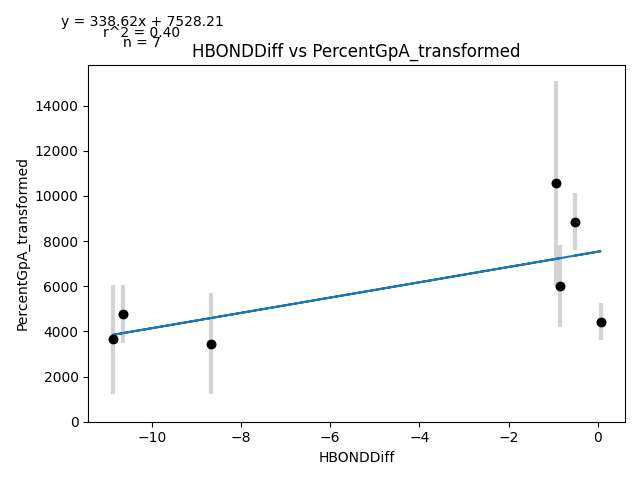 y = 338.62x + 7528.21
r^2 = 0.40
n = 7
HBONDDiff vs PercentGpA_transformed
PercentGpA_transformed
14000
12000
10000
8000
6000
4000
2000
0
−10
−8
−6
−4
−2
0
HBONDDiff